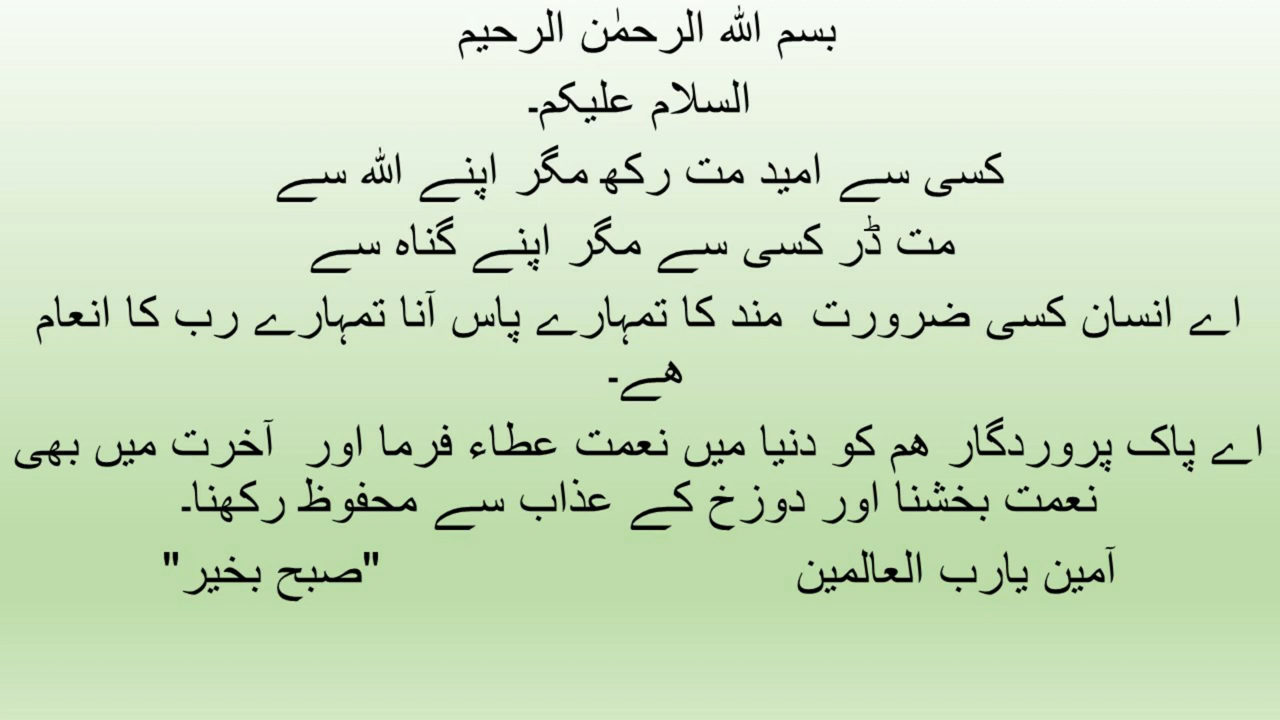 بسم اللہ الرحمٰن الرحیم
السلام علیکم۔
کسی سے امید مت رکھ مگر اپنے اللہ سے
مت ڈر کسی سے مگر اپنے گناہ سے
اے انسان کسی ضرورت مند کا تمہارے پاس آنا تمہارے رب کا انعام
ھے۔
اے پاک پروردگار ھم کو دنیا میں نعمت عطاء فرما اور آخرت میں بھی
نعمت بخشنا اور دوزخ کے عذاب سے محفوظ رکھنا۔
آمین یارب العالمین "صبح بخیر"